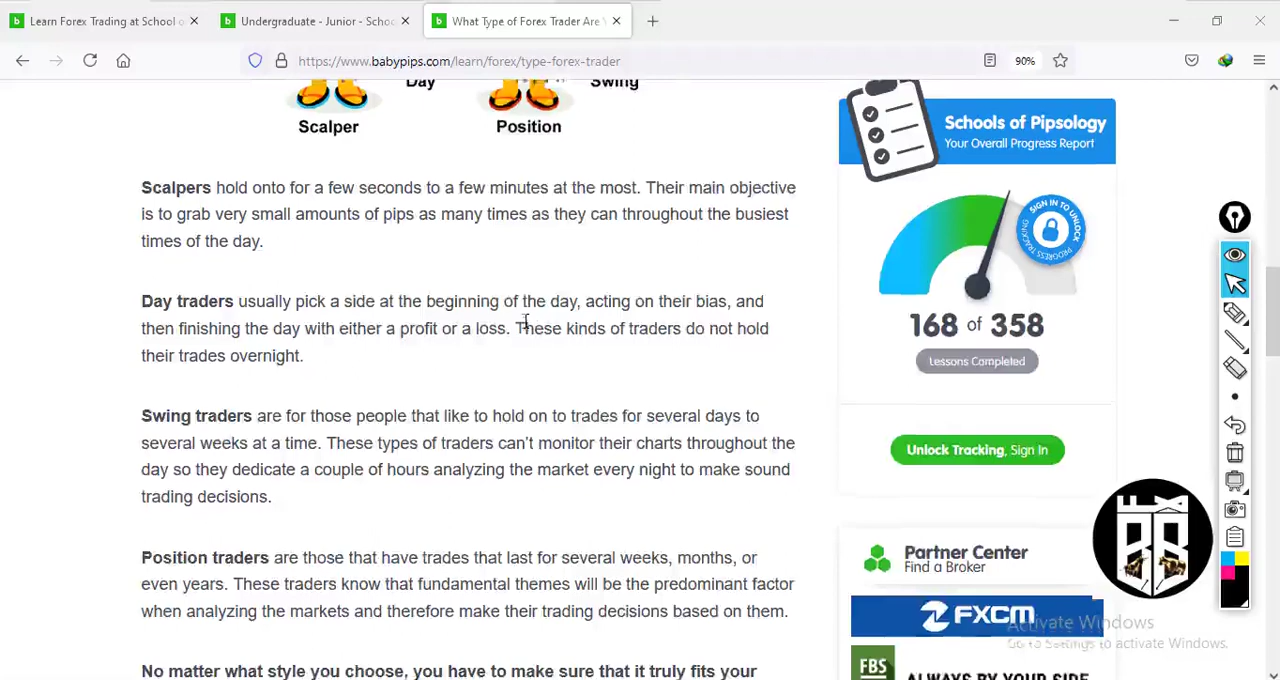 Learn Forex Trading at School o
Undergraduate - Junior - Schoo
What Type of Forex Trader Are Y
https://www.babypips.com/learn/forex/type-forex-trader
90%
Day
Swing
Scalper
Position
Scalpers hold onto for a few seconds to a few minutes at the most. Their main objective
is to grab very small amounts of pips as many times as they can throughout the busiest
times of the day.
Day traders usually pick a side at the beginning of the day, acting on their bias, and
then finishing the day with either a profit or a loss. These kinds of traders do not hold
their trades overnight.
Swing traders are for those people that like to hold on to trades for several days to
several weeks at a time. These types of traders can’t monitor their charts throughout the
day so they dedicate a couple of hours analyzing the market every night to make sound
trading decisions.
Position traders are those that have trades that last for several weeks, months, or
even years. These traders know that fundamental themes will be the predominant factor
when analyzing the markets and therefore make their trading decisions based on them.
No matter what style you choose, you have to make sure that it truly fits your
Schools of Pipsology
Your Overall Progress Report
SIGN IN TO UNLOCK
PROGRESS TRACKING
168 of 358
Lessons Completed
Unlock Tracking, Sign In
Partner Center
Find a Broker
FXCM
Activate Windows
Go to Settings to activate Windows.
FBS
ALWAYS BY YOUR SIDE